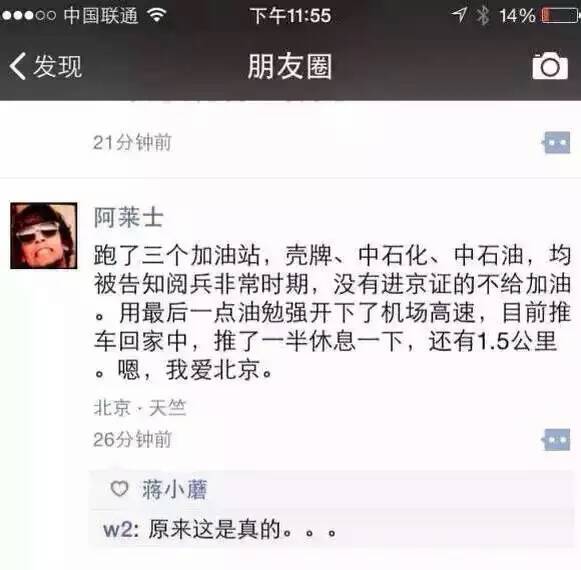 中国联通 下午11:55 14%
发现 朋友圈
21分钟前
阿莱士
跑了三个加油站，壳牌、中石化、中石油，均
被告知阅兵非常时期，没有进京证的不给加油
。用最后一点油勉强开下了机场高速，目前推
车回家中，推了一半休息一下，还有1.5公里
。嗯，我爱北京。
北京·天竺
26分钟前
蒋小蘑
w2: 原来这是真的。。。